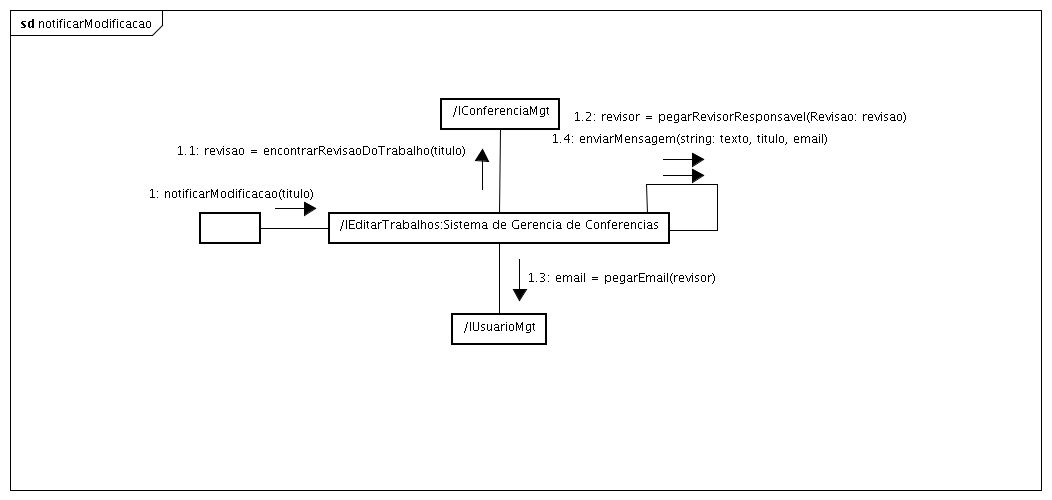 sd notificarModificacao
/IConferenciaMgt
1.2: revisor = pegarRevisorResponsavel(Revisao: revisao)
1.4: enviarMensagem(string: texto, titulo, email)
1.1: revisao = encontrarRevisaoDoTrabalho(titulo)
1: notificarModificacao(titulo)
/IEditarTrabalhos:Sistema de Gerencia de Conferencias
1.3: email = pegarEmail(revisor)
/IUsuarioMgt